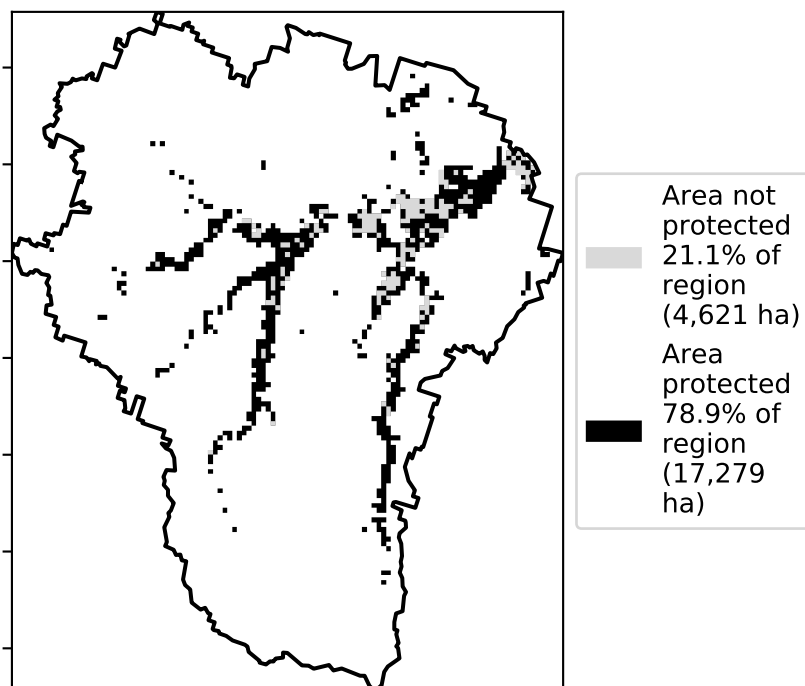 Area not
protected
21.1% of
region
(4,621 ha)
Area
protected
78.9% of
region
(17,279
ha)